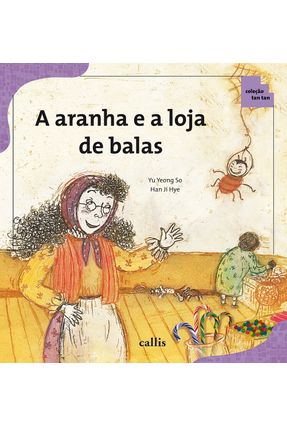 coleção
tan tan
A aranha e a loja
de balas
Yu Yeong So
Han Ji Hye
callis